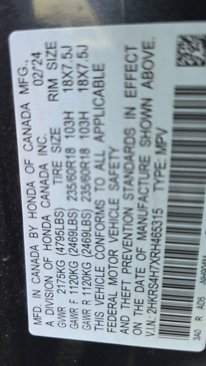 MFD. IN CANADA BY HONDA OF CANADA MFG.,
A DIVISION OF HONDA CANADA INC. 02/24
TIRE SIZE RIM SIZE
GVWR 2175KG (4795LBS)
GAWR F 1120KG (2469LBS) 235/60R18 103H 18X7.5J
GAWR R 1120KG (2469LBS) 235/60R18 103H 18X7.5J
THIS VEHICLE CONFORMS TO ALL APPLICABLE
FEDERAL MOTOR VEHICLE SAFETY
AND THEFT PREVENTION STANDARDS IN EFFECT
ON THE DATE OF MANUFACTURE SHOWN ABOVE.
V.I.N.: 2HKRS4H7XRH465315 TYPE: MPV